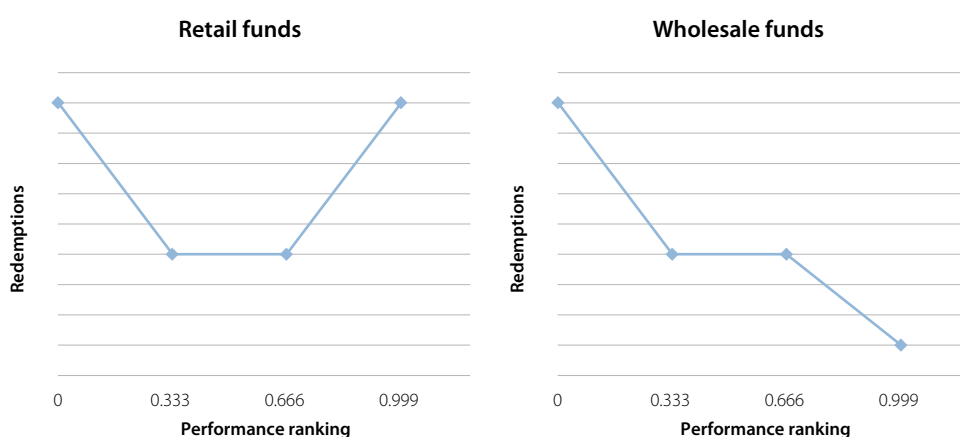 Retail funds
Redemptions
0 0.333 0.666 0.999
Performance ranking
Wholesale funds
Redemptions
0 0.333 0.666 0.999
Performance ranking